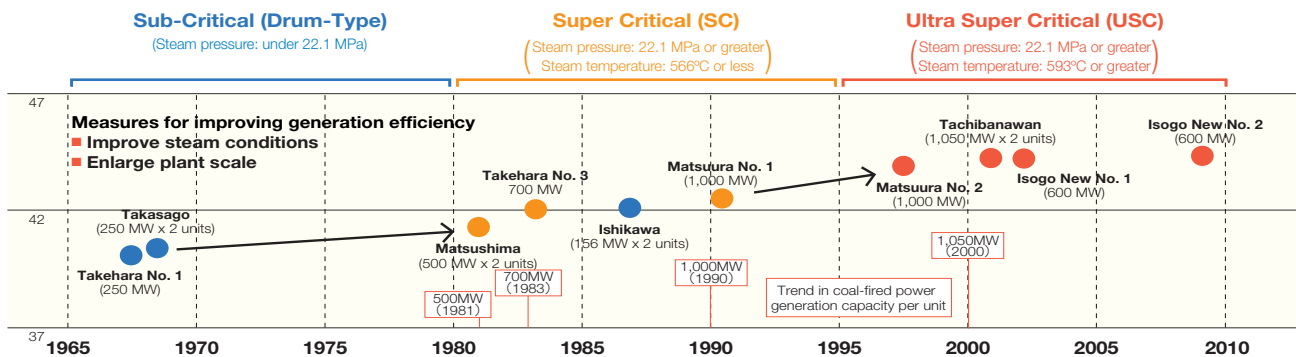 Sub-Critical (Drum-Type)
(Steam pressure: under 22.1 MPa)
Super Critical (SC)
(Steam pressure: 22.1 MPa or greater
Steam temperature: 566ºC or less)
Ultra Super Critical (USC)
(Steam pressure: 22.1 MPa or greater
Steam temperature: 593ºC or greater)
47
Measures for improving generation efficiency
Improve steam conditions
Enlarge plant scale
Takasago
(250 MW x 2 units)
Takehara No. 1
(250 MW)
Takehara No. 3
700 MW
Matsushima
(500 MW x 2 units)
Ishikawa
(156 MW x 2 units)
Matsuura No. 1
(1,000 MW)
Matsuura No. 2
(1,000 MW)
Tachibanawan
(1,050 MW x 2 units)
Isogo New No. 1
(600 MW)
Isogo New No. 2
(600 MW)
42
500MW
(1981)
700MW
(1983)
1,000MW
(1990)
Trend in coal-fired power
generation capacity per unit
1,050MW
(2000)
37
1965 1970 1975 1980 1985 1990 1995 2000 2005 2010